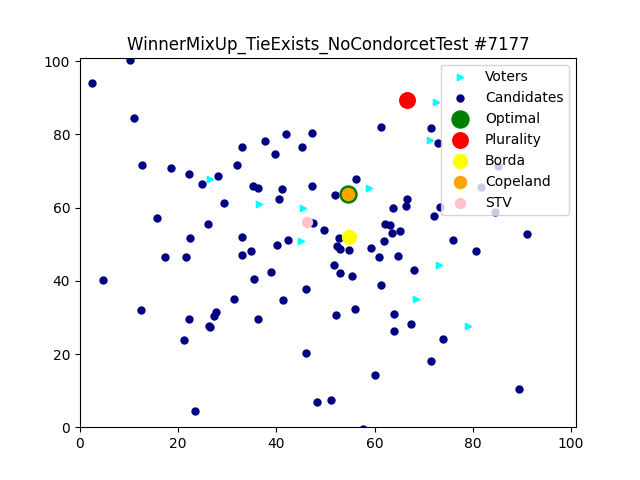 WinnerMixUp_TieExists_NoCondorcetTest #7177
Voters
Candidates
Optimal
Plurality
Borda
Copeland
STV
100
80
60
40
20
0
0 20 40 60 80 100